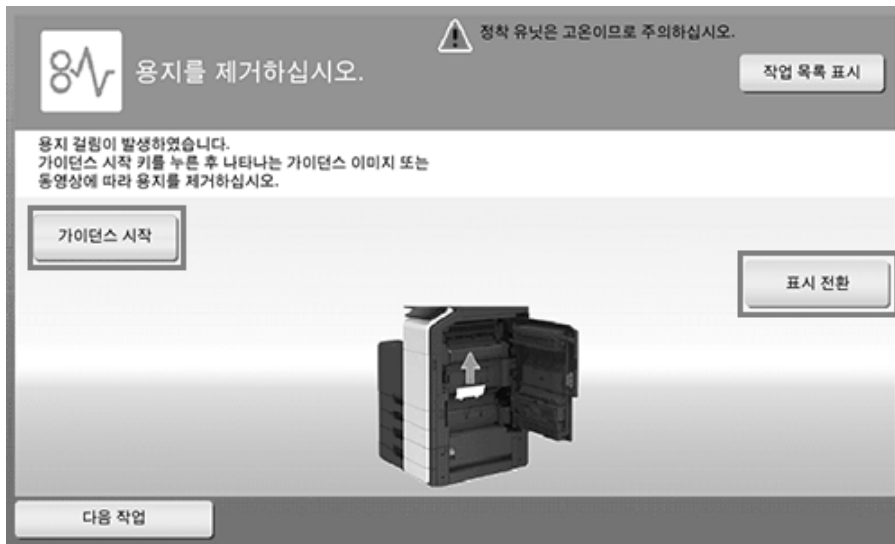 정착 유닛은 고온이므로 주의하십시오.
용지를 제거하십시오.
작업 목록 표시
용지 걸림이 발생하였습니다.
가이던스 시작 키를 누른 후 나타나는 가이던스 이미지 또는
동영상에 따라 용지를 제거하십시오.
가이던스 시작
표시 전환
다음 작업